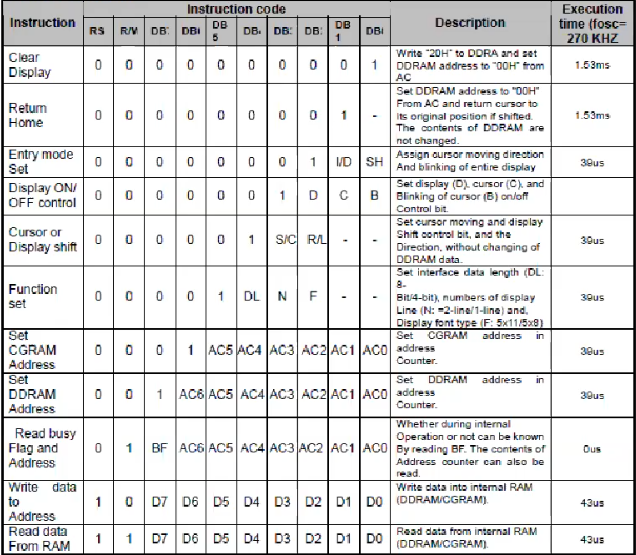 Instruction Instruction code Description Execution time (fosc= 270 KHZ
RS R/W DB7 DB6 DB5 DB4 DB3 DB2 DB1 DB0
Clear Display 0 0 0 0 0 0 0 0 0 1 Write "20H" to DDRA and set DDRAM address to "00H" from AC 1.53ms
Return Home 0 0 0 0 0 0 0 0 1 - Set DDRAM address to "00H" From AC and return cursor to Its original position if shifted. The contents of DDRAM are not changed. 1.53ms
Entry mode Set 0 0 0 0 0 0 0 1 I/D SH Assign cursor moving direction And blinking of entire display 39us
Display ON/ OFF control 0 0 0 0 0 0 1 D C B Set display (D), cursor (C), and Blinking of cursor (B) on/off Control bit.
Cursor or Display shift 0 0 0 0 0 1 S/C R/L - - Set cursor moving and display Shift control bit, and the Direction, without changing of DDRAM data. 39us
Function set 0 0 0 0 1 DL N F - - Set interface data length (DL: 8- Bit/4-bit), numbers of display Line (N: =2-line/1-line) and, Display font type (F: 5x11/5x8) 39us
Set CGRAM Address 0 0 0 1 AC5 AC4 AC3 AC2 AC1 AC0 Set CGRAM address in address Counter. 39us
Set DDRAM Address 0 0 1 AC6 AC5 AC4 AC3 AC2 AC1 AC0 Set DDRAM address in address Counter. 39us
Read busy Flag and Address 0 1 BF AC6 AC5 AC4 AC3 AC2 AC1 AC0 Whether during internal Operation or not can be known By reading BF. The contents of Address counter can also be read. 0us
Write data to Address 1 0 D7 D6 D5 D4 D3 D2 D1 D0 Write data into internal RAM (DDRAM/CGRAM). 43us
Read data From RAM 1 1 D7 D6 D5 D4 D3 D2 D1 D0 Read data from internal RAM (DDRAM/CGRAM). 43us